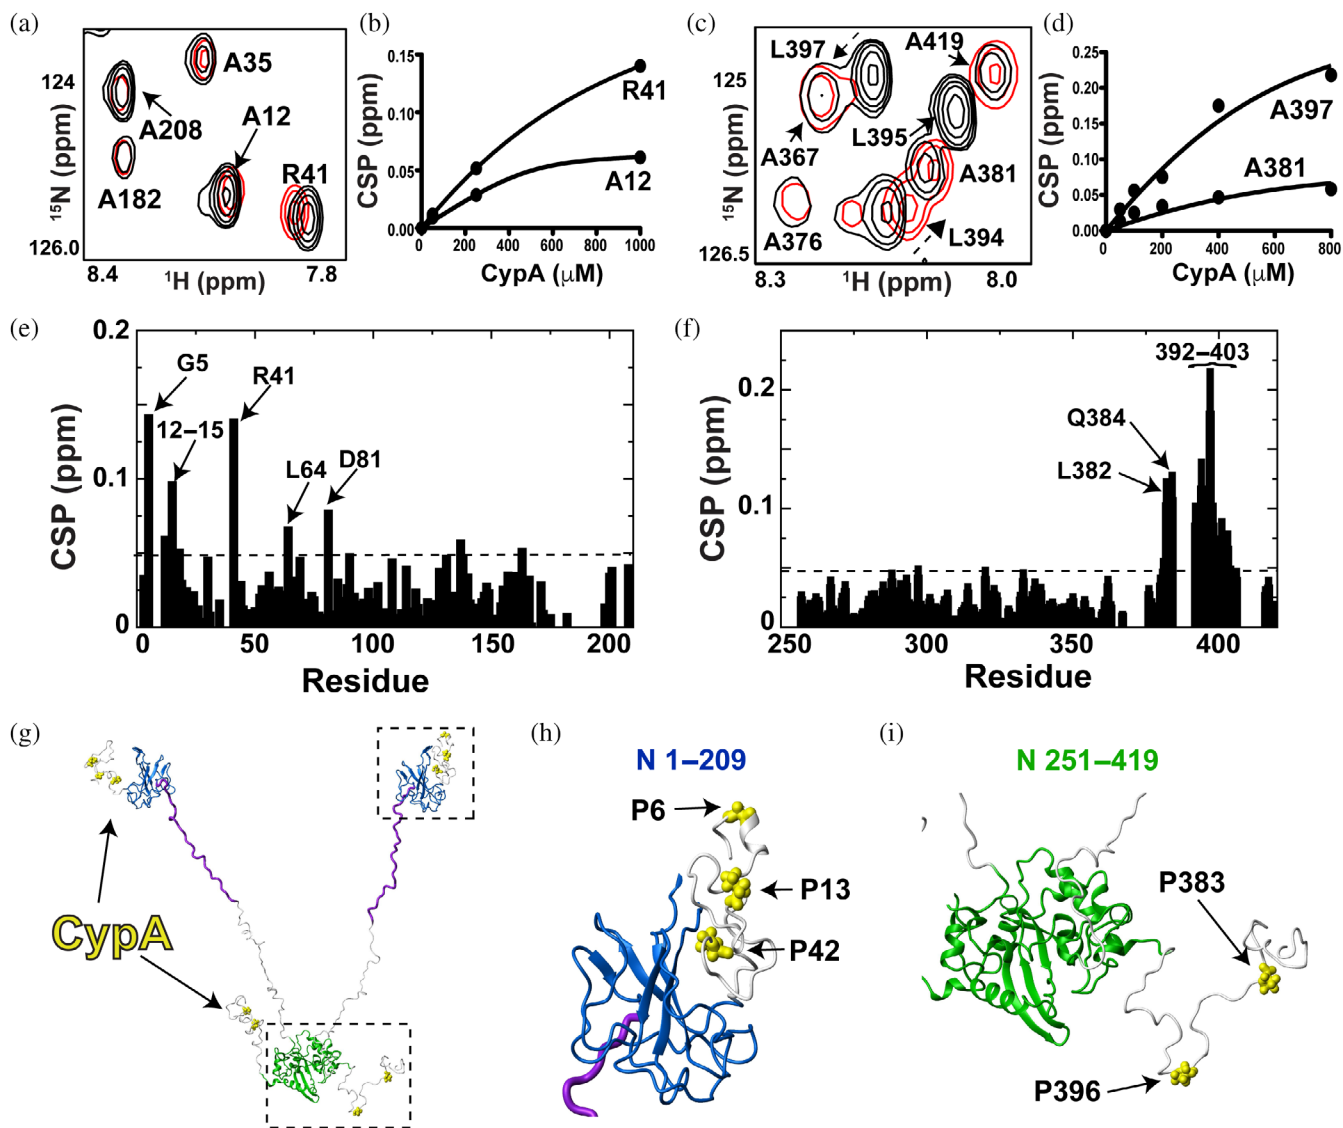 (a)
124
126.0
¹⁵N (ppm)
A35
A208
A12
A182
R41
8.4
¹H (ppm)
7.8
(b)
CSP (ppm)
0.15
0.10
0.05
0.00
R41
A12
0
200
400
600
800
1000
CypA (μM)
(c)
125
126.5
¹⁵N (ppm)
L397
A419
A367
L395
A381
A376
L394
8.3
¹H (ppm)
8.0
(d)
CSP (ppm)
0.25
0.20
0.15
0.10
0.05
0.00
A397
A381
0
200
400
600
800
CypA (μM)
(e)
CSP (ppm)
0.2
0.1
0
G5
12–15
R41
L64
D81
0
50
100
150
200
Residue
(f)
CSP (ppm)
0.2
0.1
0
392–403
Q384
L382
250
300
350
400
Residue
(g)
CypA
(h)
N 1–209
P6
P13
P42
(i)
N 251–419
P383
P396